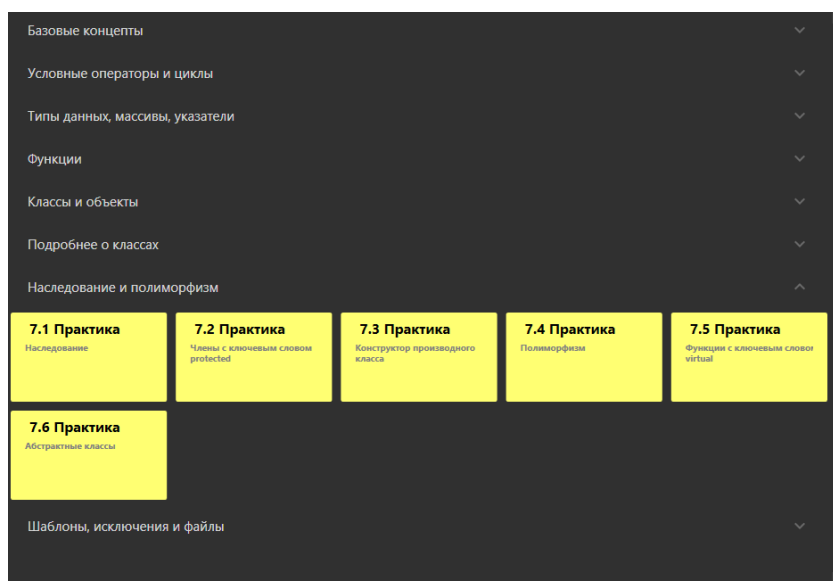 Базовые концепты
Условные операторы и циклы
Типы данных, массивы, указатели
Функции
Классы и объекты
Подробнее о классах
Наследование и полиморфизм
7.1 Практика
Наследование
7.2 Практика
Члены с ключевым словом
protected
7.3 Практика
Конструктор производного
класса
7.4 Практика
Полиморфизм
7.5 Практика
Функции с ключевым словом
virtual
7.6 Практика
Абстрактные классы
Шаблоны, исключения и файлы